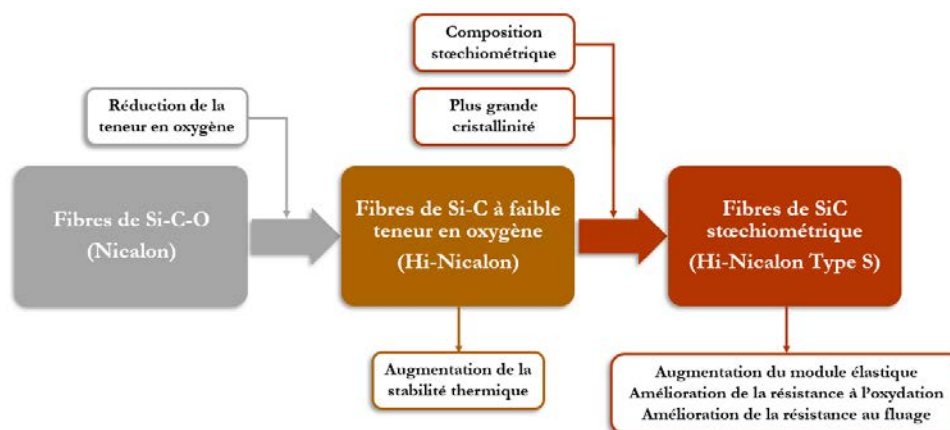 Composition
stœchiométrique
Réduction de la
teneur en oxygène
Plus grande
cristallinité
Fibres de Si-C-O
(Nicalon)
Fibres de Si-C à faible
teneur en oxygène
(Hi-Nicalon)
Fibres de SiC
stœchiométrique
(Hi-Nicalon Type S)
Augmentation de la
stabilité thermique
Augmentation du module élastique
Amélioration de la résistance à l'oxydation
Amélioration de la résistance au fluage